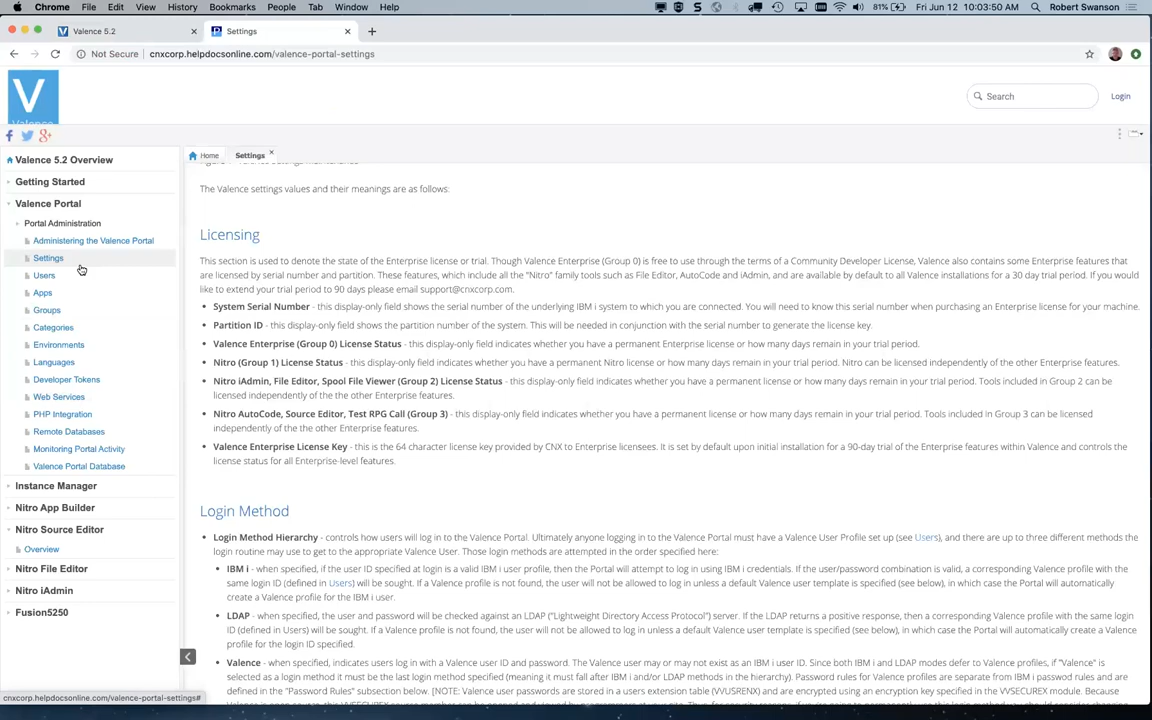 Chrome File Edit View History Bookmarks People Tab Window Help 81% Fri Jun 12 10:03:50 AM Robert Swanson
Valence 5.2 × Settings × +
Not Secure cnxcorp.helpdocsonline.com/valence-portal-settings
V
Valence
Search
Login
Home Settings ×
Valence 5.2 Overview
Getting Started
Valence Portal
Portal Administration
Administering the Valence Portal
Settings
Users
Apps
Groups
Categories
Environments
Languages
Developer Tokens
Web Services
PHP Integration
Remote Databases
Monitoring Portal Activity
Valence Portal Database
Instance Manager
Nitro App Builder
Nitro Source Editor
Overview
Nitro File Editor
Nitro iAdmin
Fusion5250
cnxcorp.helpdocsonline.com/valence-portal-settings#
The Valence settings values and their meanings are as follows:
Licensing
This section is used to denote the state of the Enterprise license or trial. Though Valence Enterprise (Group 0) is free to use through the terms of a Community Developer License, Valence also contains some Enterprise features that
are licensed by serial number and partition. These features, which include all the "Nitro" family tools such as File Editor, AutoCode and iAdmin, and are available by default to all Valence installations for a 30 day trial period. If you would
like to extend your trial period to 90 days please email support@cnxcorp.com.
• System Serial Number - this display-only field shows the serial number of the underlying IBM i system to which you are connected. You will need to know this serial number when purchasing an Enterprise license for your machine.
• Partition ID - this display-only field shows the partition number of the system. This will be needed in conjunction with the serial number to generate the license key.
• Valence Enterprise (Group 0) License Status - this display-only field indicates whether you have a permanent Enterprise license or how many days remain in your trial period.
• Nitro (Group 1) License Status - this display-only field indicates whether you have a permanent Nitro license or how many days remain in your trial period. Nitro can be licensed independently of the other Enterprise features.
• Nitro iAdmin, File Editor, Spool File Viewer (Group 2) License Status - this display-only field indicates whether you have a permanent license or how many days remain in your trial period. Tools included in Group 2 can be
licensed independently of the the other Enterprise features.
• Nitro AutoCode, Source Editor, Test RPG Call (Group 3) - this display-only field indicates whether you have a permanent license or how many days remain in your trial period. Tools included in Group 3 can be licensed
independently of the the other Enterprise features.
• Valence Enterprise License Key - this is the 64 character license key provided by CNX to Enterprise licensees. It is set by default upon initial installation for a 90-day trial of the Enterprise features within Valence and controls the
license status for all Enterprise-level features.
Login Method
• Login Method Hierarchy - controls how users will log in to the Valence Portal. Ultimately anyone logging in to the Valence Portal must have a Valence User Profile set up (see Users), and there are up to three different methods the
login routine may use to get to the appropriate Valence User. Those login methods are attempted in the order specified here:
• IBM i - when specified, if the user ID specified at login is a valid IBM i user profile, then the Portal will attempt to log in using IBM i credentials. If the user/password combination is valid, a corresponding Valence profile with the
same login ID (defined in Users) will be sought. If a Valence profile is not found, the user will not be allowed to log in unless a default Valence user template is specified (see below), in which case the Portal will automatically
create a Valence profile for the IBM i user.
• LDAP - when specified, the user and password will be checked against an LDAP ("Lightweight Directory Access Protocol") server. If the LDAP returns a positive response, then a corresponding Valence profile with the same login
ID (defined in Users) will be sought. If a Valence profile is not found, the user will not be allowed to log in unless a default Valence user template is specified (see below), in which case the Portal will automatically create a Valence
profile for the login ID specified.
• Valence - when specified, indicates users log in with a Valence user ID and password. The Valence user may or may not exist as an IBM i user ID. Since both IBM i and LDAP modes defer to Valence profiles, if "Valence" is
selected as a login method it must be the last login method specified (meaning it must fall after IBM i and/or LDAP methods in the hierarchy). Password rules for Valence profiles are separate from IBM i password rules and are
defined in the "Password Rules" subsection below. [NOTE: Valence user passwords are stored in a users extension table (VVUSRENX) and are encrypted using an encryption key specified in the VVSECUREX module. Because